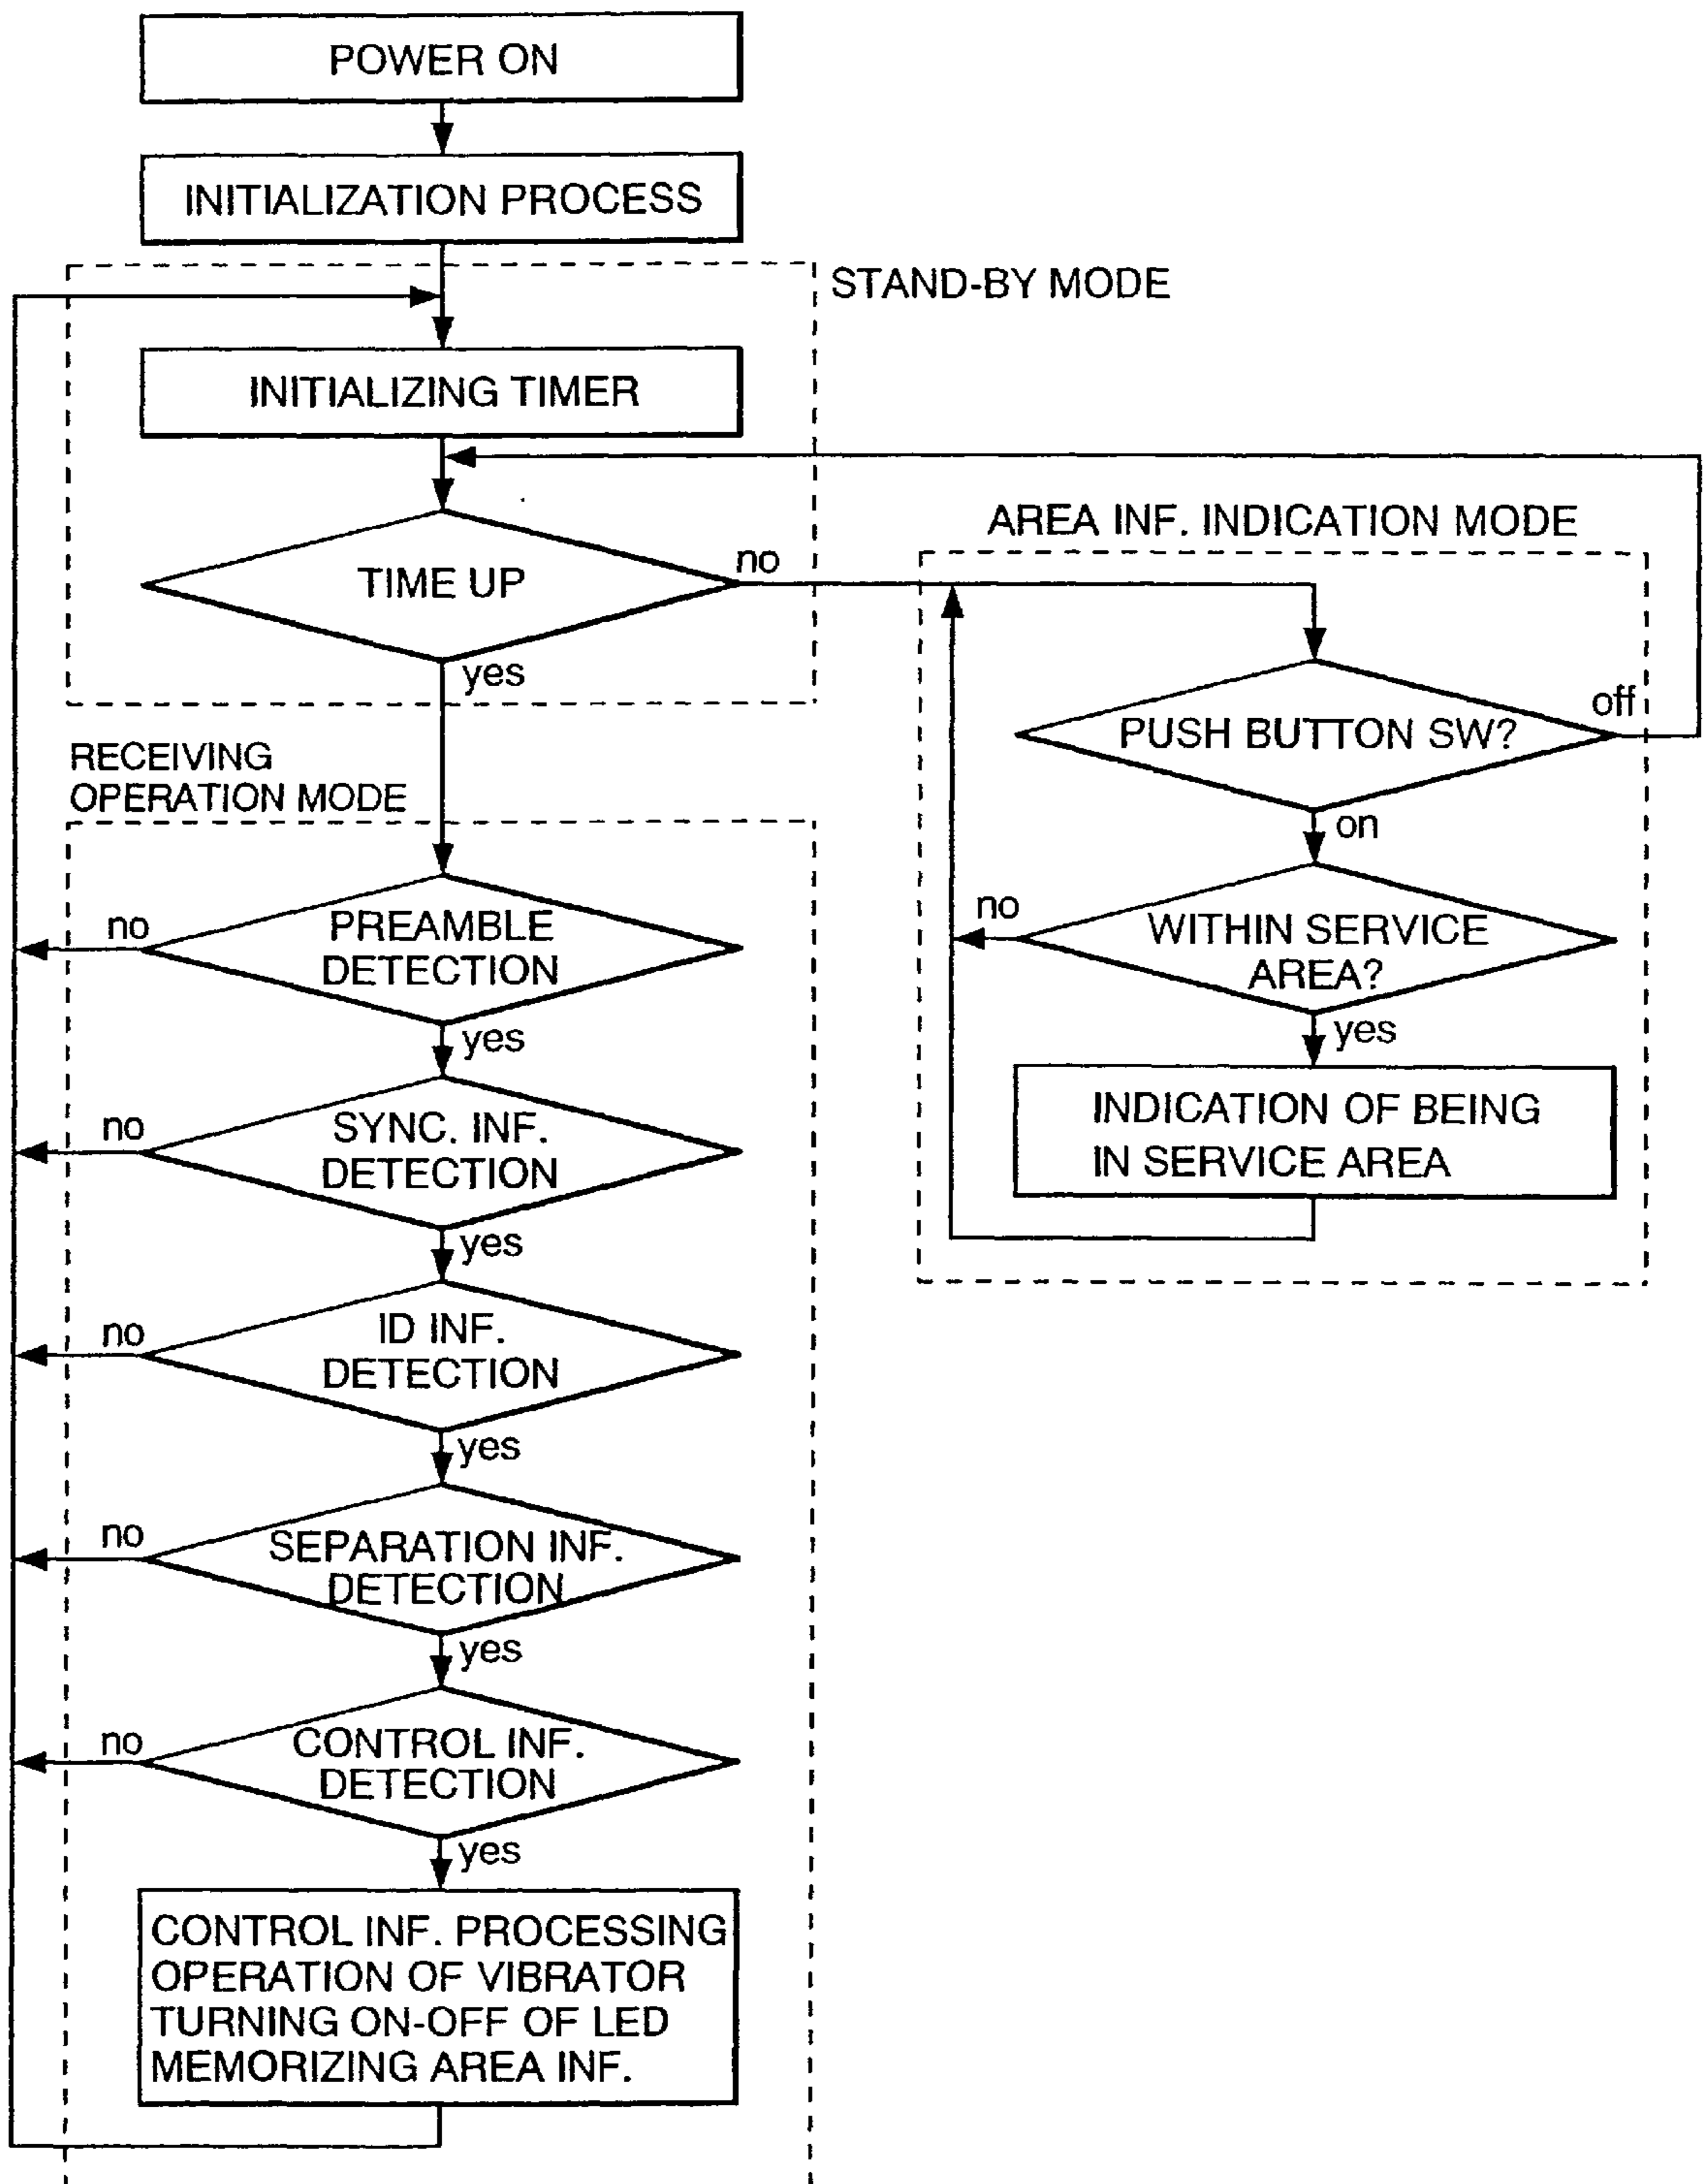 POWER ON
INITIALIZATION PROCESS
STAND-BY MODE
INITIALIZING TIMER
TIME UP
no
yes
AREA INF. INDICATION MODE
PUSH BUTTON SW?
off
on
WITHIN SERVICE
AREA?
no
yes
INDICATION OF BEING
IN SERVICE AREA
RECEIVING
OPERATION MODE
PREAMBLE
DETECTION
no
yes
SYNC. INF.
DETECTION
no
yes
ID INF.
DETECTION
no
yes
SEPARATION INF.
DETECTION
no
yes
CONTROL INF.
DETECTION
no
yes
CONTROL INF. PROCESSING
OPERATION OF VIBRATOR
TURNING ON-OFF OF LED
MEMORIZING AREA INF.